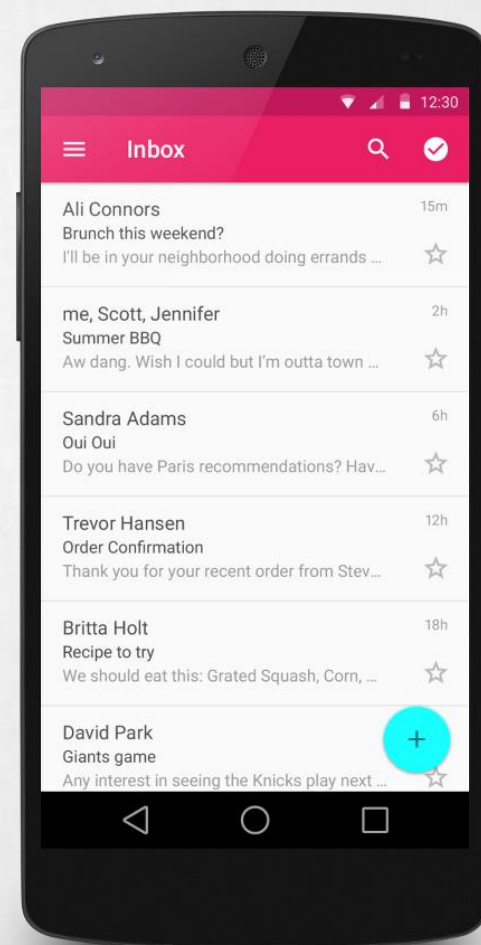 12:30
Inbox
Ali Connors 15m
Brunch this weekend?
I'll be in your neighborhood doing errands ...
me, Scott, Jennifer 2h
Summer BBQ
Aw dang. Wish I could but I'm outta town ...
Sandra Adams 6h
Oui Oui
Do you have Paris recommendations? Hav...
Trevor Hansen 12h
Order Confirmation
Thank you for your recent order from Stev...
Britta Holt 18h
Recipe to try
We should eat this: Grated Squash, Corn, ...
David Park
Giants game
Any interest in seeing the Knicks play next ...